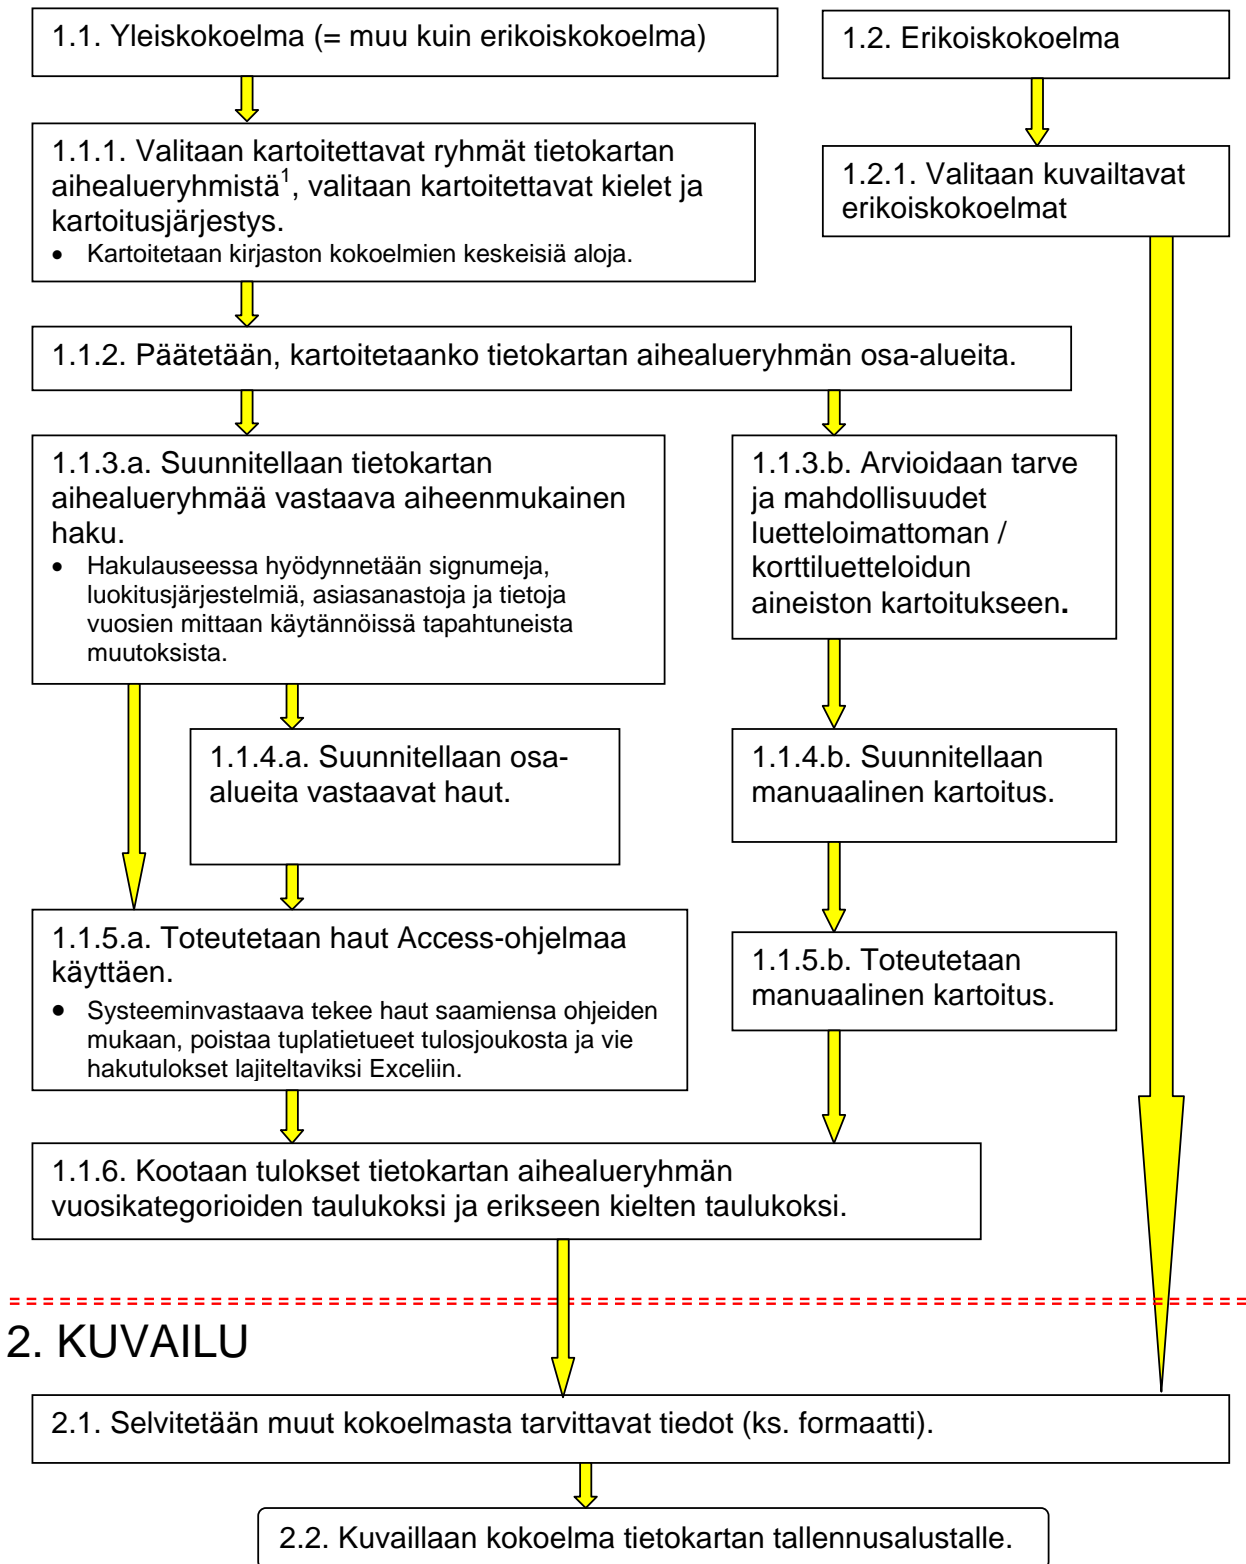 1.1. Yleiskokoelma (= muu kuin erikoiskokoelma)
1.2. Erikoiskokoelma
1.1.1. Valitaan kartoitettavat ryhmät tietokartan
aihealueryhmistä¹, valitaan kartoitettavat kielet ja
kartoitusjärjestys.
• Kartoitetaan kirjaston kokoelmien keskeisiä aloja.
1.2.1. Valitaan kuvailtavat
erikoiskokoelmat
1.1.2. Päätetään, kartoitetaanko tietokartan aihealueryhmän osa-alueita.
1.1.3.a. Suunnitellaan tietokartan
aihealueryhmää vastaava aiheenmukainen
haku.
• Hakulauseessa hyödynnetään signumeja,
luokitusjärjestelmiä, asiasanastoja ja tietoja
vuosien mittaan käytännöissä tapahtuneista
muutoksista.
1.1.3.b. Arvioidaan tarve
ja mahdollisuudet
luetteloimattoman /
korttiluetteloidun
aineiston kartoitukseen.
1.1.4.a. Suunnitellaan osa-
alueita vastaavat haut.
1.1.4.b. Suunnitellaan
manuaalinen kartoitus.
1.1.5.a. Toteutetaan haut Access-ohjelmaa
käyttäen.
• Systeeminvastaava tekee haut saamiensa ohjeiden
mukaan, poistaa tuplatietueet tulosjoukosta ja vie
hakutulokset lajiteltaviksi Exceliin.
1.1.5.b. Toteutetaan
manuaalinen kartoitus.
1.1.6. Kootaan tulokset tietokartan aihealueryhmän
vuosikategorioiden taulukoksi ja erikseen kielten taulukoksi.
2. KUVAILU
2.1. Selvitetään muut kokoelmasta tarvittavat tiedot (ks. formaatti).
2.2. Kuvaillaan kokoelma tietokartan tallennusalustalle.